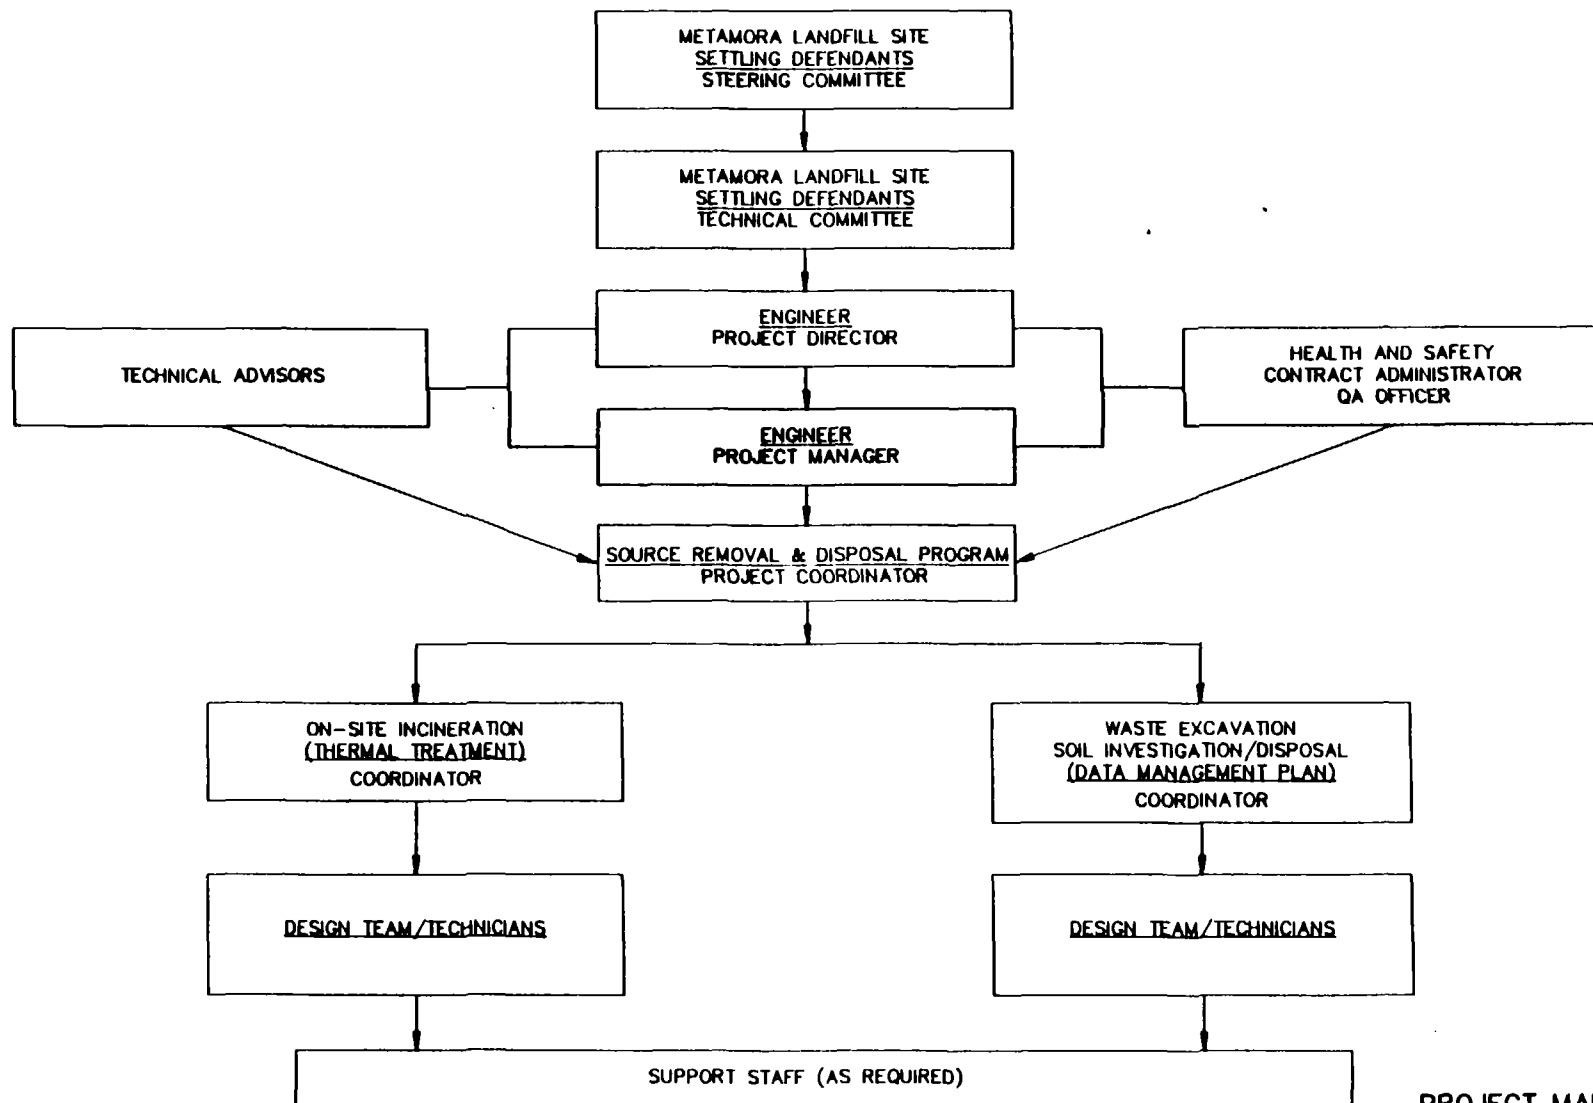 METAMORA LANDFILL SITE
SETTLING DEFENDANTS
STEERING COMMITTEE
METAMORA LANDFILL SITE
SETTLING DEFENDANTS
TECHNICAL COMMITTEE
ENGINEER
PROJECT DIRECTOR
TECHNICAL ADVISORS
HEALTH AND SAFETY
CONTRACT ADMINISTRATOR
QA OFFICER
ENGINEER
PROJECT MANAGER
SOURCE REMOVAL & DISPOSAL PROGRAM
PROJECT COORDINATOR
ON-SITE INCINERATION
(THERMAL TREATMENT)
COORDINATOR
WASTE EXCAVATION
SOIL INVESTIGATION/DISPOSAL
(DATA MANAGEMENT PLAN)
COORDINATOR
DESIGN TEAM/TECHNICIANS
DESIGN TEAM/TECHNICIANS
SUPPORT STAFF (AS REQUIRED)
PROJECT